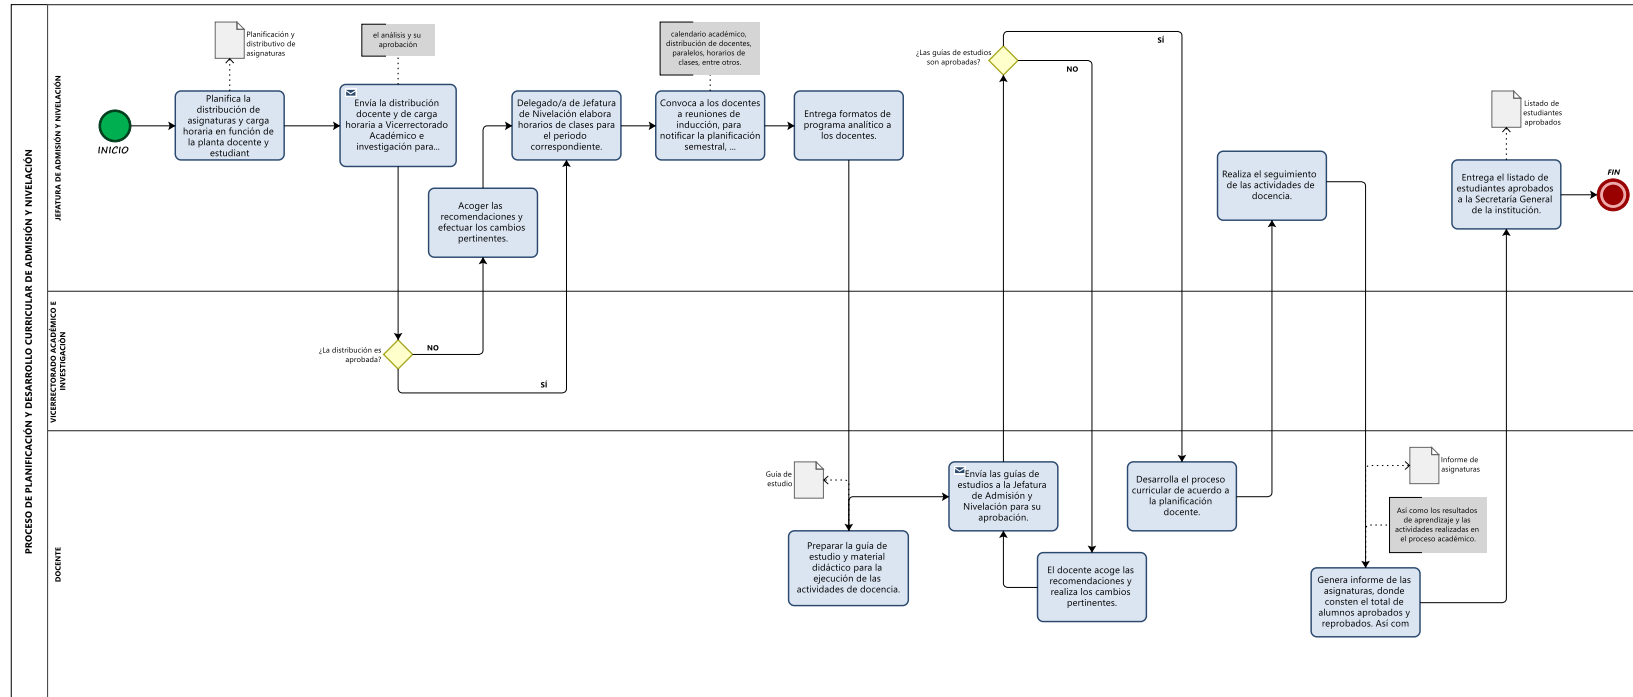 PROCESO DE PLANIFICACIÓN Y DESARROLLO CURRICULAR DE ADMISIÓN Y NIVELACIÓN
JEFATURA DE ADMISIÓN Y NIVELACIÓN
INICIO
Planifica la
distribución de
asignaturas y carga
horaria en función de
la planta docente y
estudiant
Planificación y
distributivo de
asignaturas
Envía la distribución
docente y de carga
horaria a Vicerrectorado
Académico e
investigación para...
el análisis y su
aprobación
Acoger las
recomendaciones y
efectuar los cambios
pertinentes.
Delegado/a de Jefatura
de Nivelación elabora
horarios de clases para
el periodo
correspondiente.
Convoca a los docentes
a reuniones de
inducción, para
notificar la planificación
semestral, ...
calendario académico,
distribución de docentes,
paralelos, horarios de
clases, entre otros.
Entrega formatos de
programa analítico a
los docentes.
¿Las guías de estudios
son aprobadas?
SÍ
NO
Realiza el seguimiento
de las actividades de
docencia.
Listado de
estudiantes
aprobados
Entrega el listado de
estudiantes aprobados
a la Secretaría General
de la institución.
FIN
VICERRECTORADO ACADÉMICO E
INVESTIGACIÓN
¿La distribución es
aprobada?
NO
SÍ
DOCENTE
Guía de
estudio
Preparar la guía de
estudio y material
didáctico para la
ejecución de las
actividades de docencia.
Envía las guías de
estudios a la Jefatura
de Admisión y
Nivelación para su
aprobación.
El docente acoge las
recomendaciones y
realiza los cambios
pertinentes.
Desarrolla el proceso
curricular de acuerdo a
la planificación
docente.
Informe de
asignaturas
Así como los resultados
de aprendizaje y las
actividades realizadas en
el proceso académico.
Genera informe de las
asignaturas, donde
consten el total de
alumnos aprobados y
reprobados. Así com